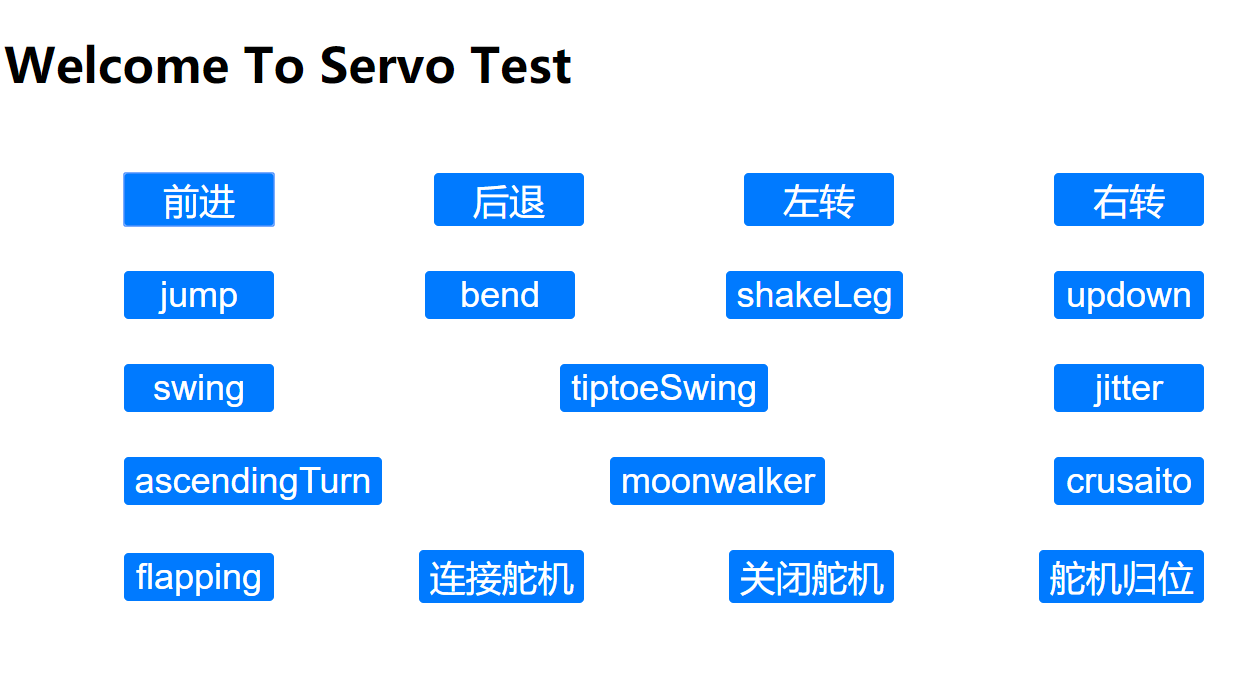 Welcome To Servo Test
前进 后退 左转 右转
jump bend shakeLeg updown
swing tiptoeSwing jitter
ascendingTurn moonwalker crusaito
flapping 连接舵机 关闭舵机 舵机归位